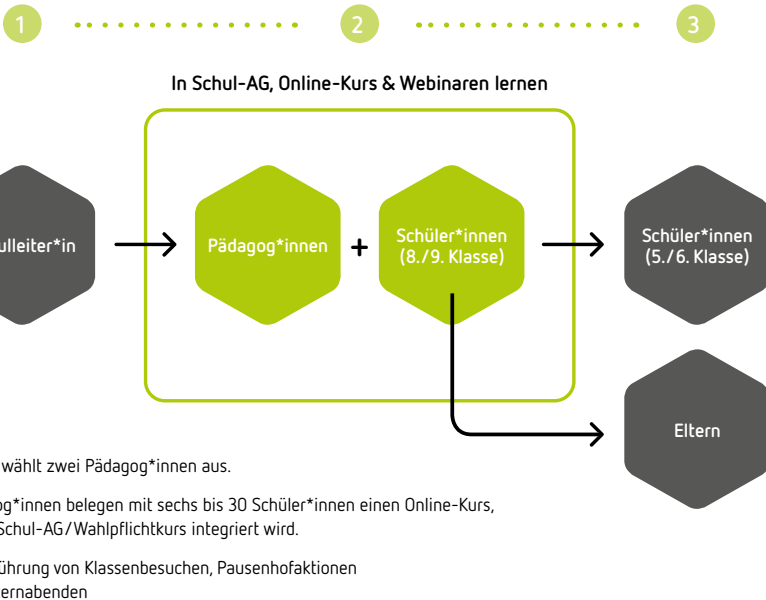 1 2 3
In Schul-AG, Online-Kurs & Webinaren lernen
ulleiter*in
Pädagog*innen
+
Schüler*innen
(8./9. Klasse)
Schüler*innen
(5./6. Klasse)
Eltern
wählt zwei Pädagog*innen aus.
og*innen belegen mit sechs bis 30 Schüler*innen einen Online-Kurs,
Schul-AG/Wahlpflichtkurs integriert wird.
ührung von Klassenbesuchen, Pausenhofaktionen
ternabenden